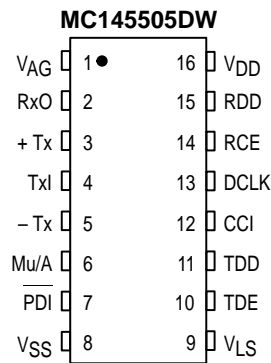 MC145505DW
VAG 1 16 VDD
RxO 2 15 RDD
+ Tx 3 14 RCE
TxI 4 13 DCLK
– Tx 5 12 CCI
Mu/A 6 11 TDD
PDI 7 10 TDE
VSS 8 9 VLS